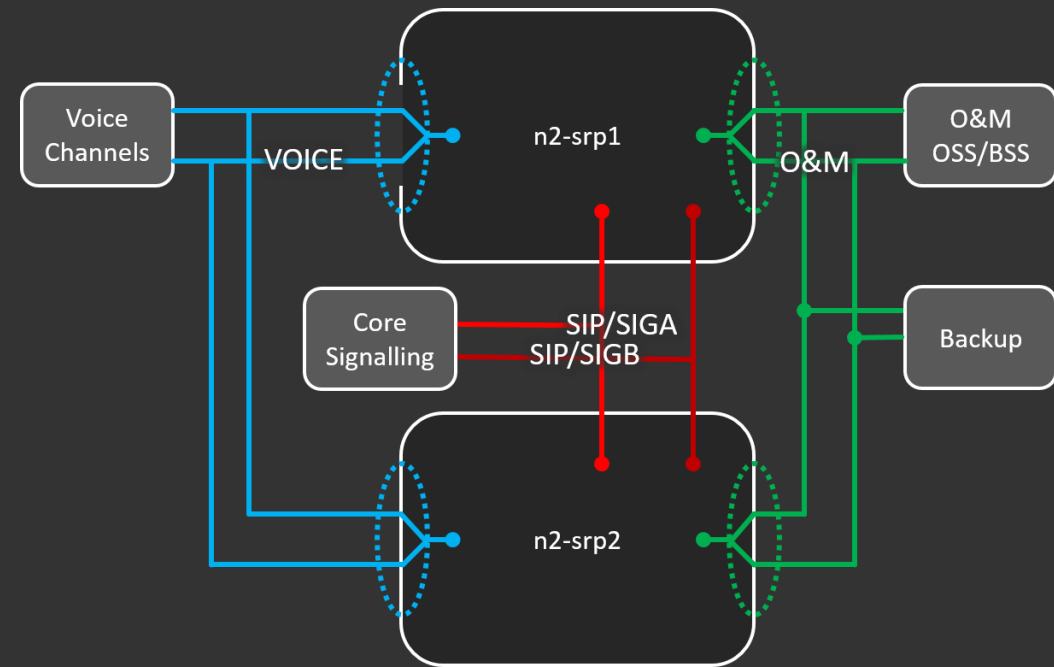 Voice
Channels
VOICE
n2-srp1
O&M
O&M
OSS/BSS
Core
Signalling
SIP/SIGA
SIP/SIGB
Backup
n2-srp2